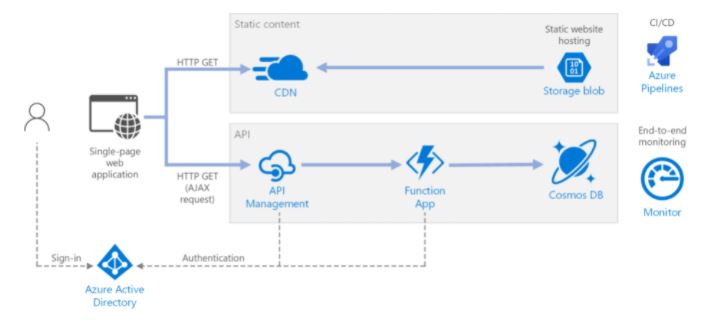 Static content
Static website
hosting
CI/CD
HTTP GET
10
01
CDN
Storage blob
Azure
Pipelines
API
End-to-end
monitoring
Single-page
web
application
HTTP GET
(AJAX
request)
API
Management
Function
App
Cosmos DB
Monitor
Sign-in
Authentication
Azure Active
Directory